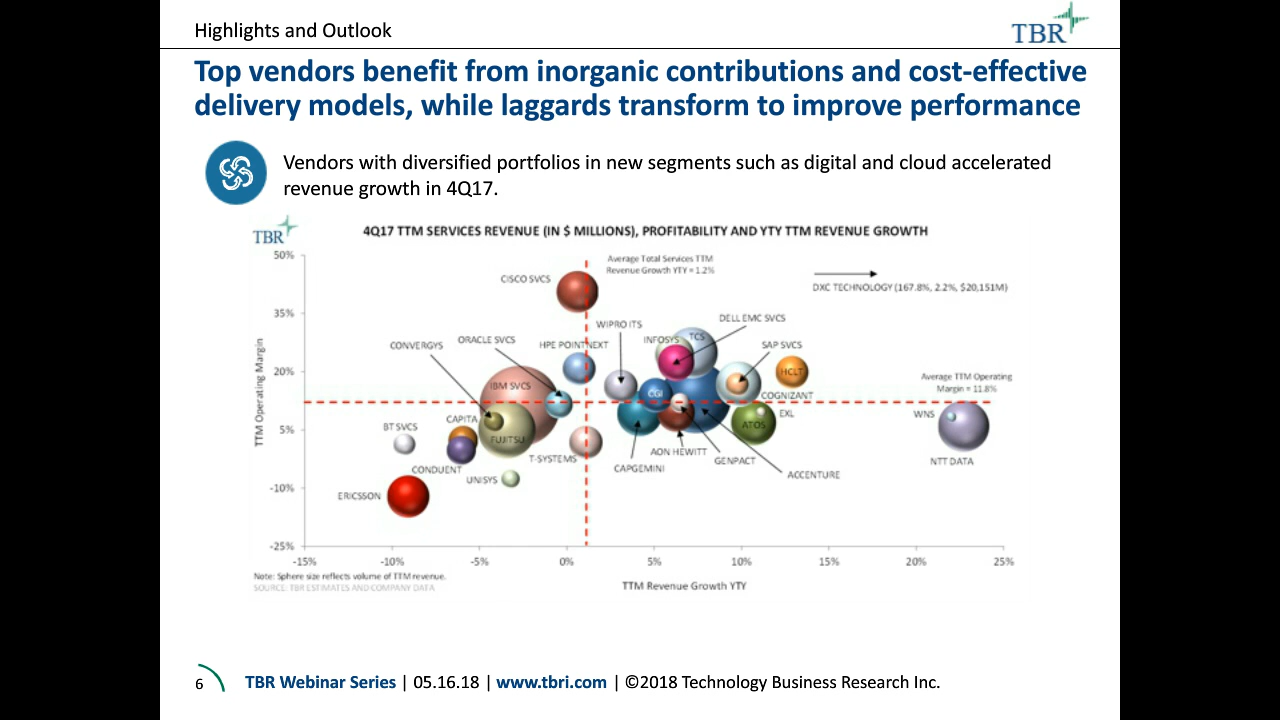 Highlights and Outlook
TBR
Top vendors benefit from inorganic contributions and cost-effective
delivery models, while laggards transform to improve performance
Vendors with diversified portfolios in new segments such as digital and cloud accelerated
revenue growth in 4Q17.
TBR
4Q17 TTM SERVICES REVENUE (IN $ MILLIONS), PROFITABILITY AND YTY TTM REVENUE GROWTH
TTM Operating Margin
50%
35%
20%
5%
-10%
-25%
Average Total Services TTM
Revenue Growth YTY = 1.2%
DXC TECHNOLOGY (167.8%, 2.2%, $20,151M)
CISCO SVCS
WIPRO ITS
DELL EMC SVCS
CONVERGYS
ORACLE SVCS
HPE POINTNEXT
INFOSYS
TCS
SAP SVCS
IBM SVCS
HCLT
Average TTM Operating
Margin = 11.8%
CGI
COGNIZANT
BT SVCS
CAPITA
FUJITSU
ATOS
EXL
WNS
T-SYSTEMS
AON HEWITT
GENPACT
NTT DATA
CONDUENT
UNISYS
CAPGEMINI
ACCENTURE
ERICSSON
-15%
-10%
-5%
0%
5%
10%
15%
20%
25%
Note: Sphere size reflects volume of TTM revenue.
SOURCE: TBR ESTIMATES AND COMPANY DATA
TTM Revenue Growth YTY
6
TBR Webinar Series | 05.16.18 | www.tbri.com | ©2018 Technology Business Research Inc.